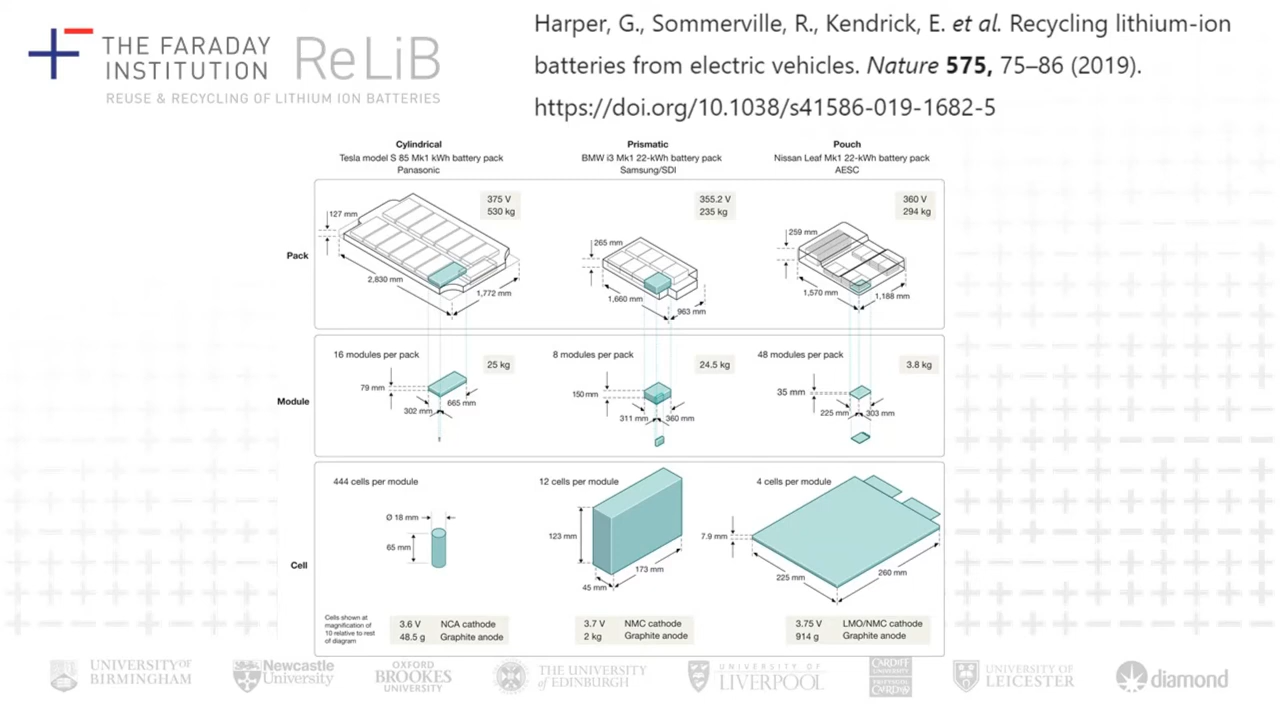 THE FARADAY
INSTITUTION
ReLiB
REUSE & RECYCLING OF LITHIUM ION BATTERIES
Harper, G., Sommerville, R., Kendrick, E. et al. Recycling lithium-ion
batteries from electric vehicles. Nature 575, 75–86 (2019).
https://doi.org/10.1038/s41586-019-1682-5
Cylindrical
Tesla model S 85 Mk1 kWh battery pack
Panasonic
Prismatic
BMW i3 Mk1 22-kWh battery pack
Samsung/SDI
Pouch
Nissan Leaf Mk1 22-kWh battery pack
AESC
Pack
375 V
530 kg
127 mm
2,830 mm
1,772 mm
355.2 V
235 kg
265 mm
1,660 mm
963 mm
360 V
294 kg
259 mm
1,570 mm
1,188 mm
Module
16 modules per pack
25 kg
79 mm
302 mm
665 mm
8 modules per pack
24.5 kg
150 mm
311 mm
360 mm
48 modules per pack
3.8 kg
35 mm
225 mm
303 mm
Cell
444 cells per module
Ø 18 mm
65 mm
12 cells per module
123 mm
45 mm
173 mm
4 cells per module
7.9 mm
225 mm
260 mm
Cells shown at
magnification of
10 relative to rest
of diagram
3.6 V NCA cathode
48.5 g Graphite anode
3.7 V NMC cathode
2 kg Graphite anode
3.75 V LMO/NMC cathode
914 g Graphite anode
UNIVERSITY OF
BIRMINGHAM
Newcastle
University
OXFORD
BROOKES
UNIVERSITY
THE UNIVERSITY
of EDINBURGH
UNIVERSITY OF
LIVERPOOL
CARDIFF
UNIVERSITY
PRIFYSGOL
CAERDYDD
UNIVERSITY OF
LEICESTER
diamond